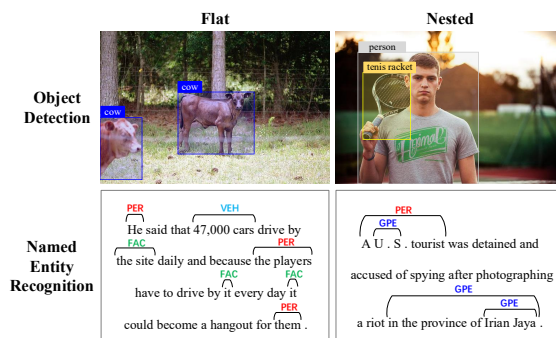 Flat
Nested
Object
Detection
cow
cow
person
tenis racket
Named
Entity
Recognition
PER
VEH
He said that 47,000 cars drive by
FAC
PER
the site daily and because the players
FAC
FAC
have to drive by it every day it
PER
could become a hangout for them .
PER
GPE
A U . S . tourist was detained and
accused of spying after photographing
GPE
GPE
a riot in the province of Irian Jaya .